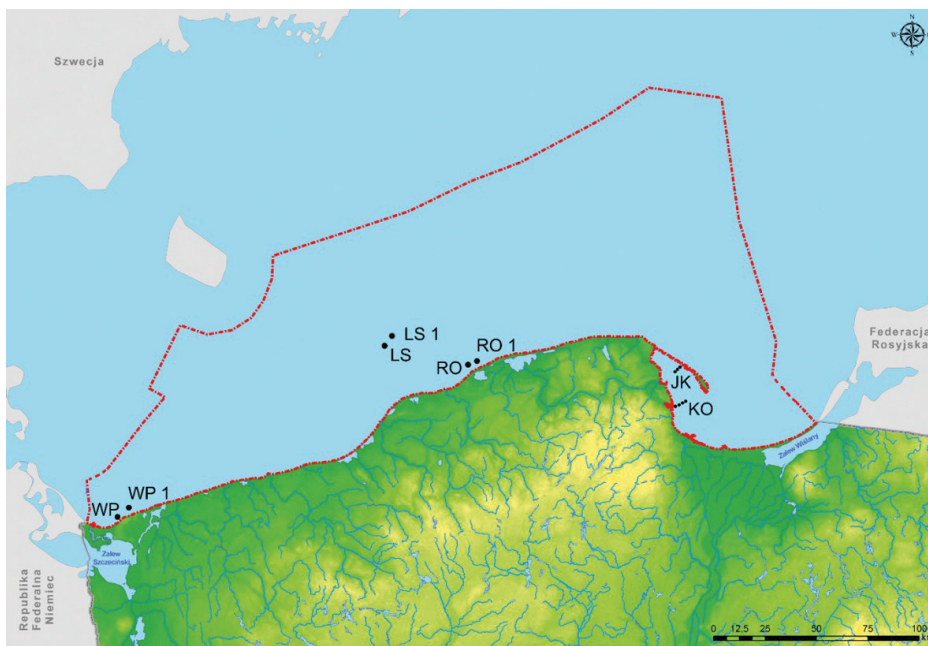 N
W
S
Szwecja
LS 1
LS
RO 1
RO
Federacja
Rosyjska
JK
KO
Zalew Wiślany
WP 1
WP
Zalew
Szczeciński
Republika
Federalna
Niemiec
0 12,5 25 50 75 100